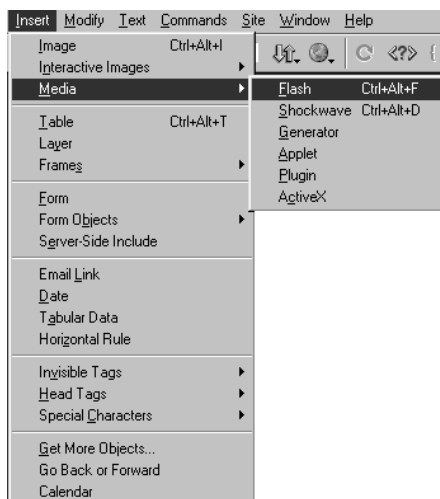 Insert Modify Text Commands Site Window Help
Image Ctrl+Alt+I
Interactive Images
Media
Table Ctrl+Alt+T
Layer
Frames
Form
Form Objects
Server-Side Include
Email Link
Date
Tabular Data
Horizontal Rule
Invisible Tags
Head Tags
Special Characters
Get More Objects...
Go Back or Forward
Calendar
<?>
{
Flash Ctrl+Alt+F
Shockwave Ctrl+Alt+D
Generator
Applet
Plugin
ActiveX